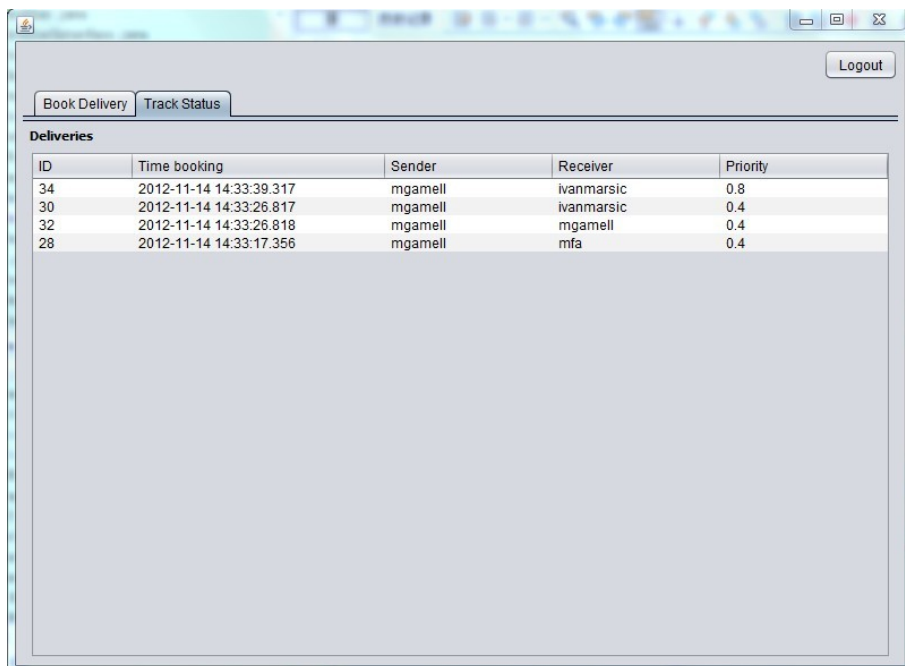 Logout
Book Delivery Track Status
Deliveries
ID Time booking Sender Receiver Priority
34 2012-11-14 14:33:39.317 mgamell ivanmarsic 0.8
30 2012-11-14 14:33:26.817 mgamell ivanmarsic 0.4
32 2012-11-14 14:33:26.818 mgamell mgamell 0.4
28 2012-11-14 14:33:17.356 mgamell mfa 0.4